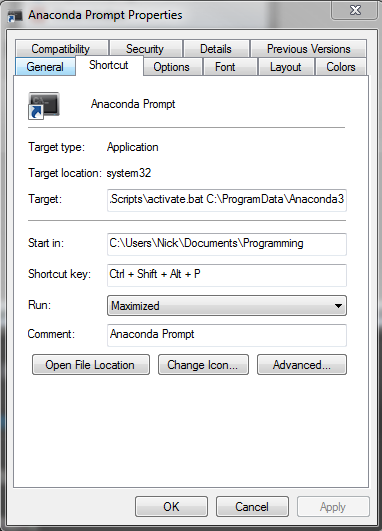 Anaconda Prompt Properties
Compatibility Security Details Previous Versions
General Shortcut Options Font Layout Colors
Anaconda Prompt
Target type: Application
Target location: system32
Target: .Scripts\activate.bat C:\ProgramData\Anaconda3
Start in: C:\Users\Nick\Documents\Programming
Shortcut key: Ctrl + Shift + Alt + P
Run: Maximized
Comment: Anaconda Prompt
Open File Location Change Icon... Advanced...
OK Cancel Apply